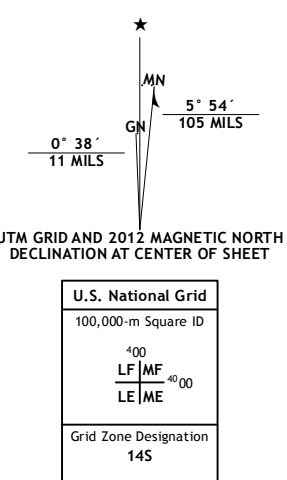 ★
MN
GN
5° 54´
105 MILS
0° 38´
11 MILS
UTM GRID AND 2012 MAGNETIC NORTH
DECLINATION AT CENTER OF SHEET
U.S. National Grid
100,000-m Square ID
400
LF MF
4000
LE ME
Grid Zone Designation
14S